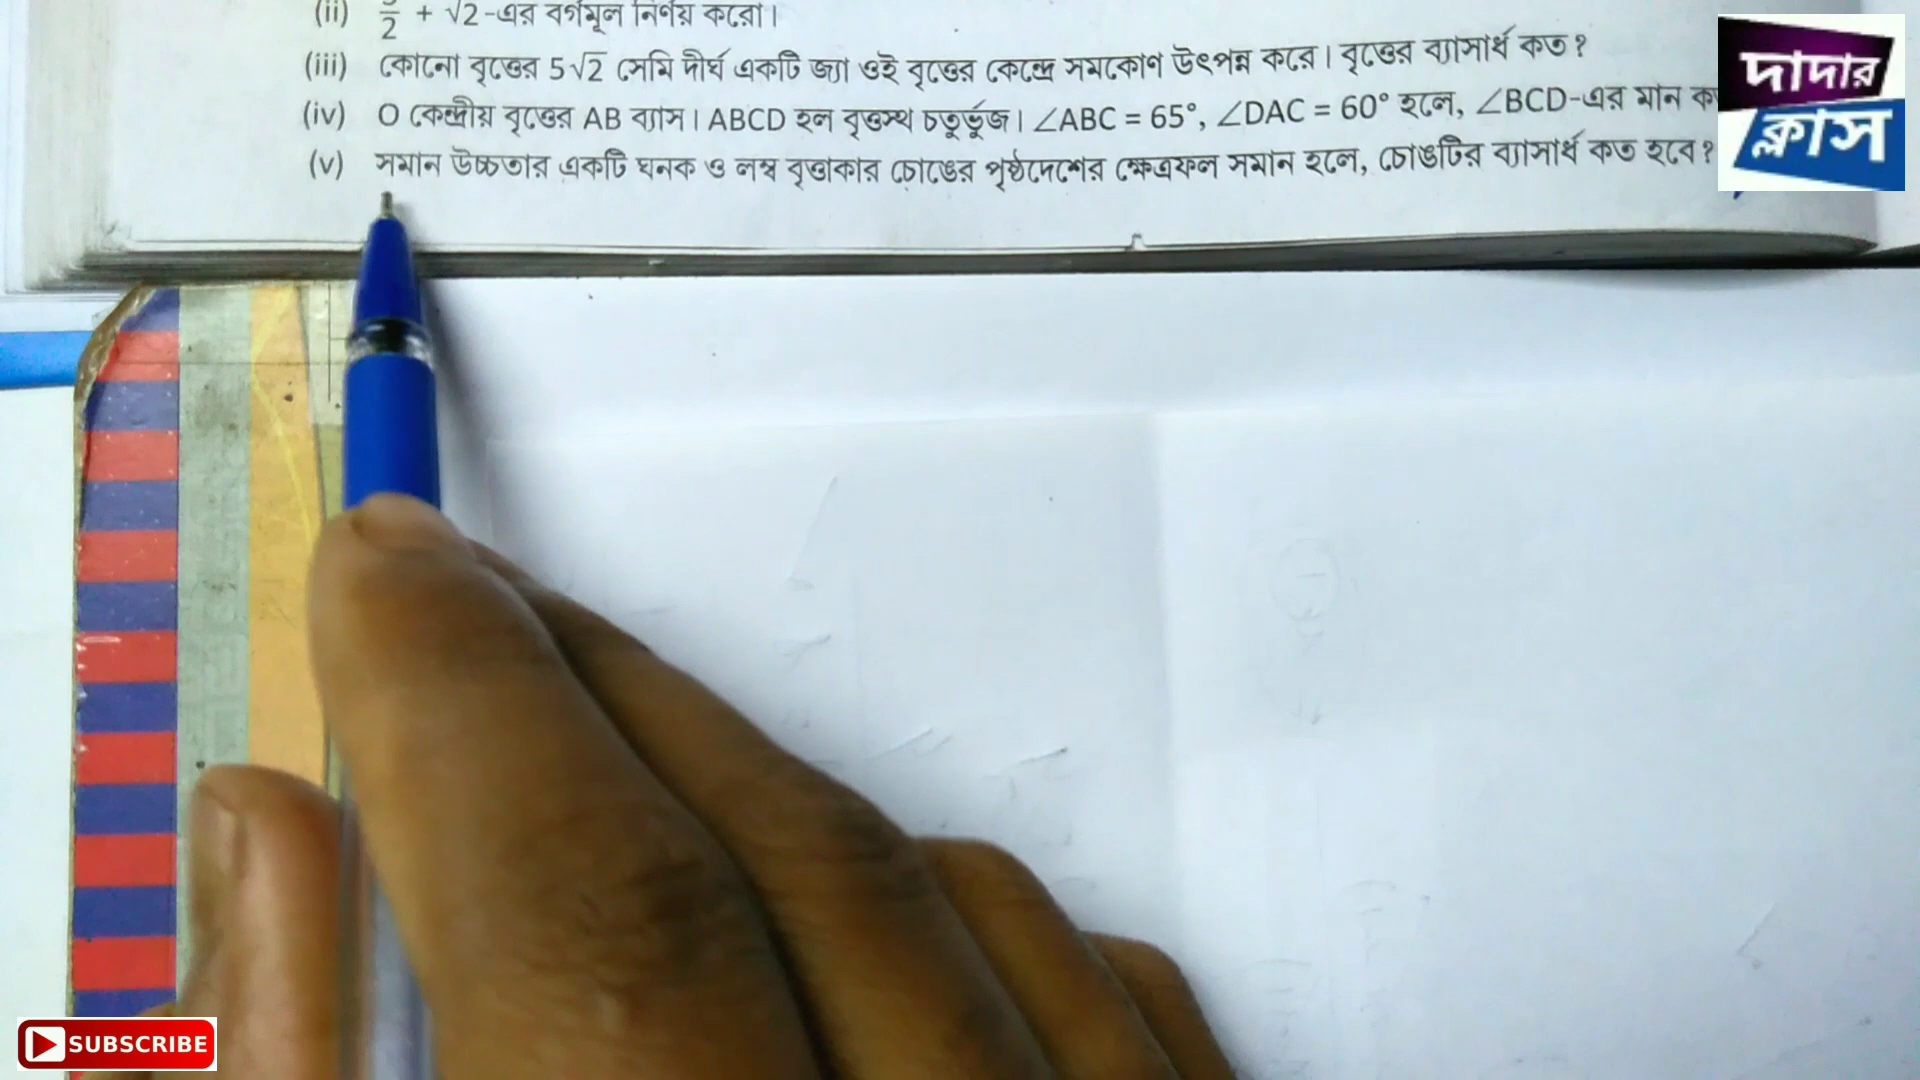 (ii) /2 + √2-এর বর্গমূল নির্ণয় করো।
(iii) কোনো বৃত্তের 5√2 সেমি দীর্ঘ একটি জ্যা ওই বৃত্তের কেন্দ্রে সমকোণ উৎপন্ন করে। বৃত্তের ব্যাসার্ধ কত?
(iv) O কেন্দ্রীয় বৃত্তের AB ব্যাস। ABCD হল বৃত্তস্থ চতুর্ভুজ। ∠ABC = 65°, ∠DAC = 60° হলে, ∠BCD-এর মান
(v) সমান উচ্চতার একটি ঘনক ও লম্ব বৃত্তাকার চোঙের পৃষ্ঠদেশের ক্ষেত্রফল সমান হলে, চোঙটির ব্যাসার্ধ কত হবে?
দাদার
ক্লাস
SUBSCRIBE